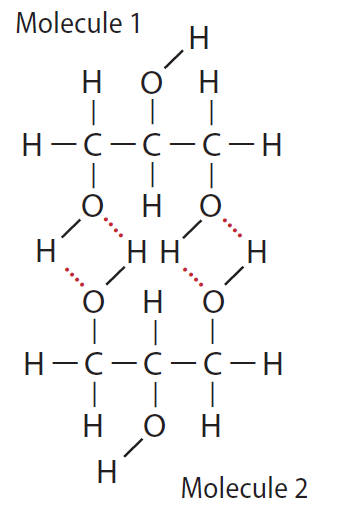 Molecule 1
H
H O H
H C C C H
O H O
H H H H
O H O
H C C C H
H O H
H
Molecule 2